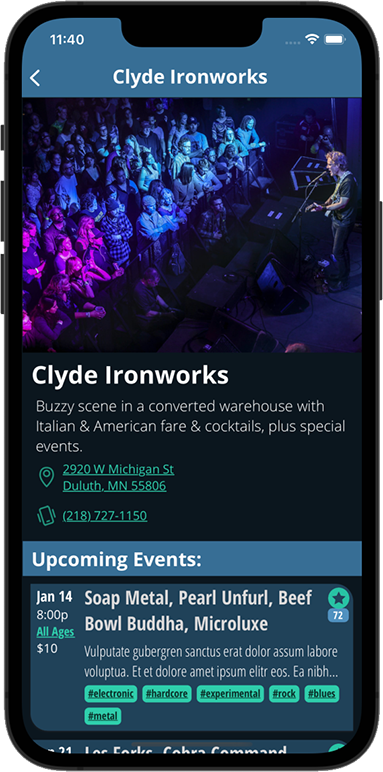 11:40
Clyde Ironworks
Clyde Ironworks
Buzzy scene in a converted warehouse with
Italian & American fare & cocktails, plus special
events.
2920 W Michigan St
Duluth, MN 55806
(218) 727-1150
Upcoming Events:
Jan 14
8:00p
All Ages
$10
Soap Metal, Pearl Unfurl, Beef
Bowl Buddha, Microluxe
72
Vulputate gubergren sanctus erat dolor assum labore
voluptua. Et et dolore amet ipsum elitr eos. Ea nibh...
#electronic #hardcore #experimental #rock #blues
#metal
Jan 21 Les Forks, Cobra Command